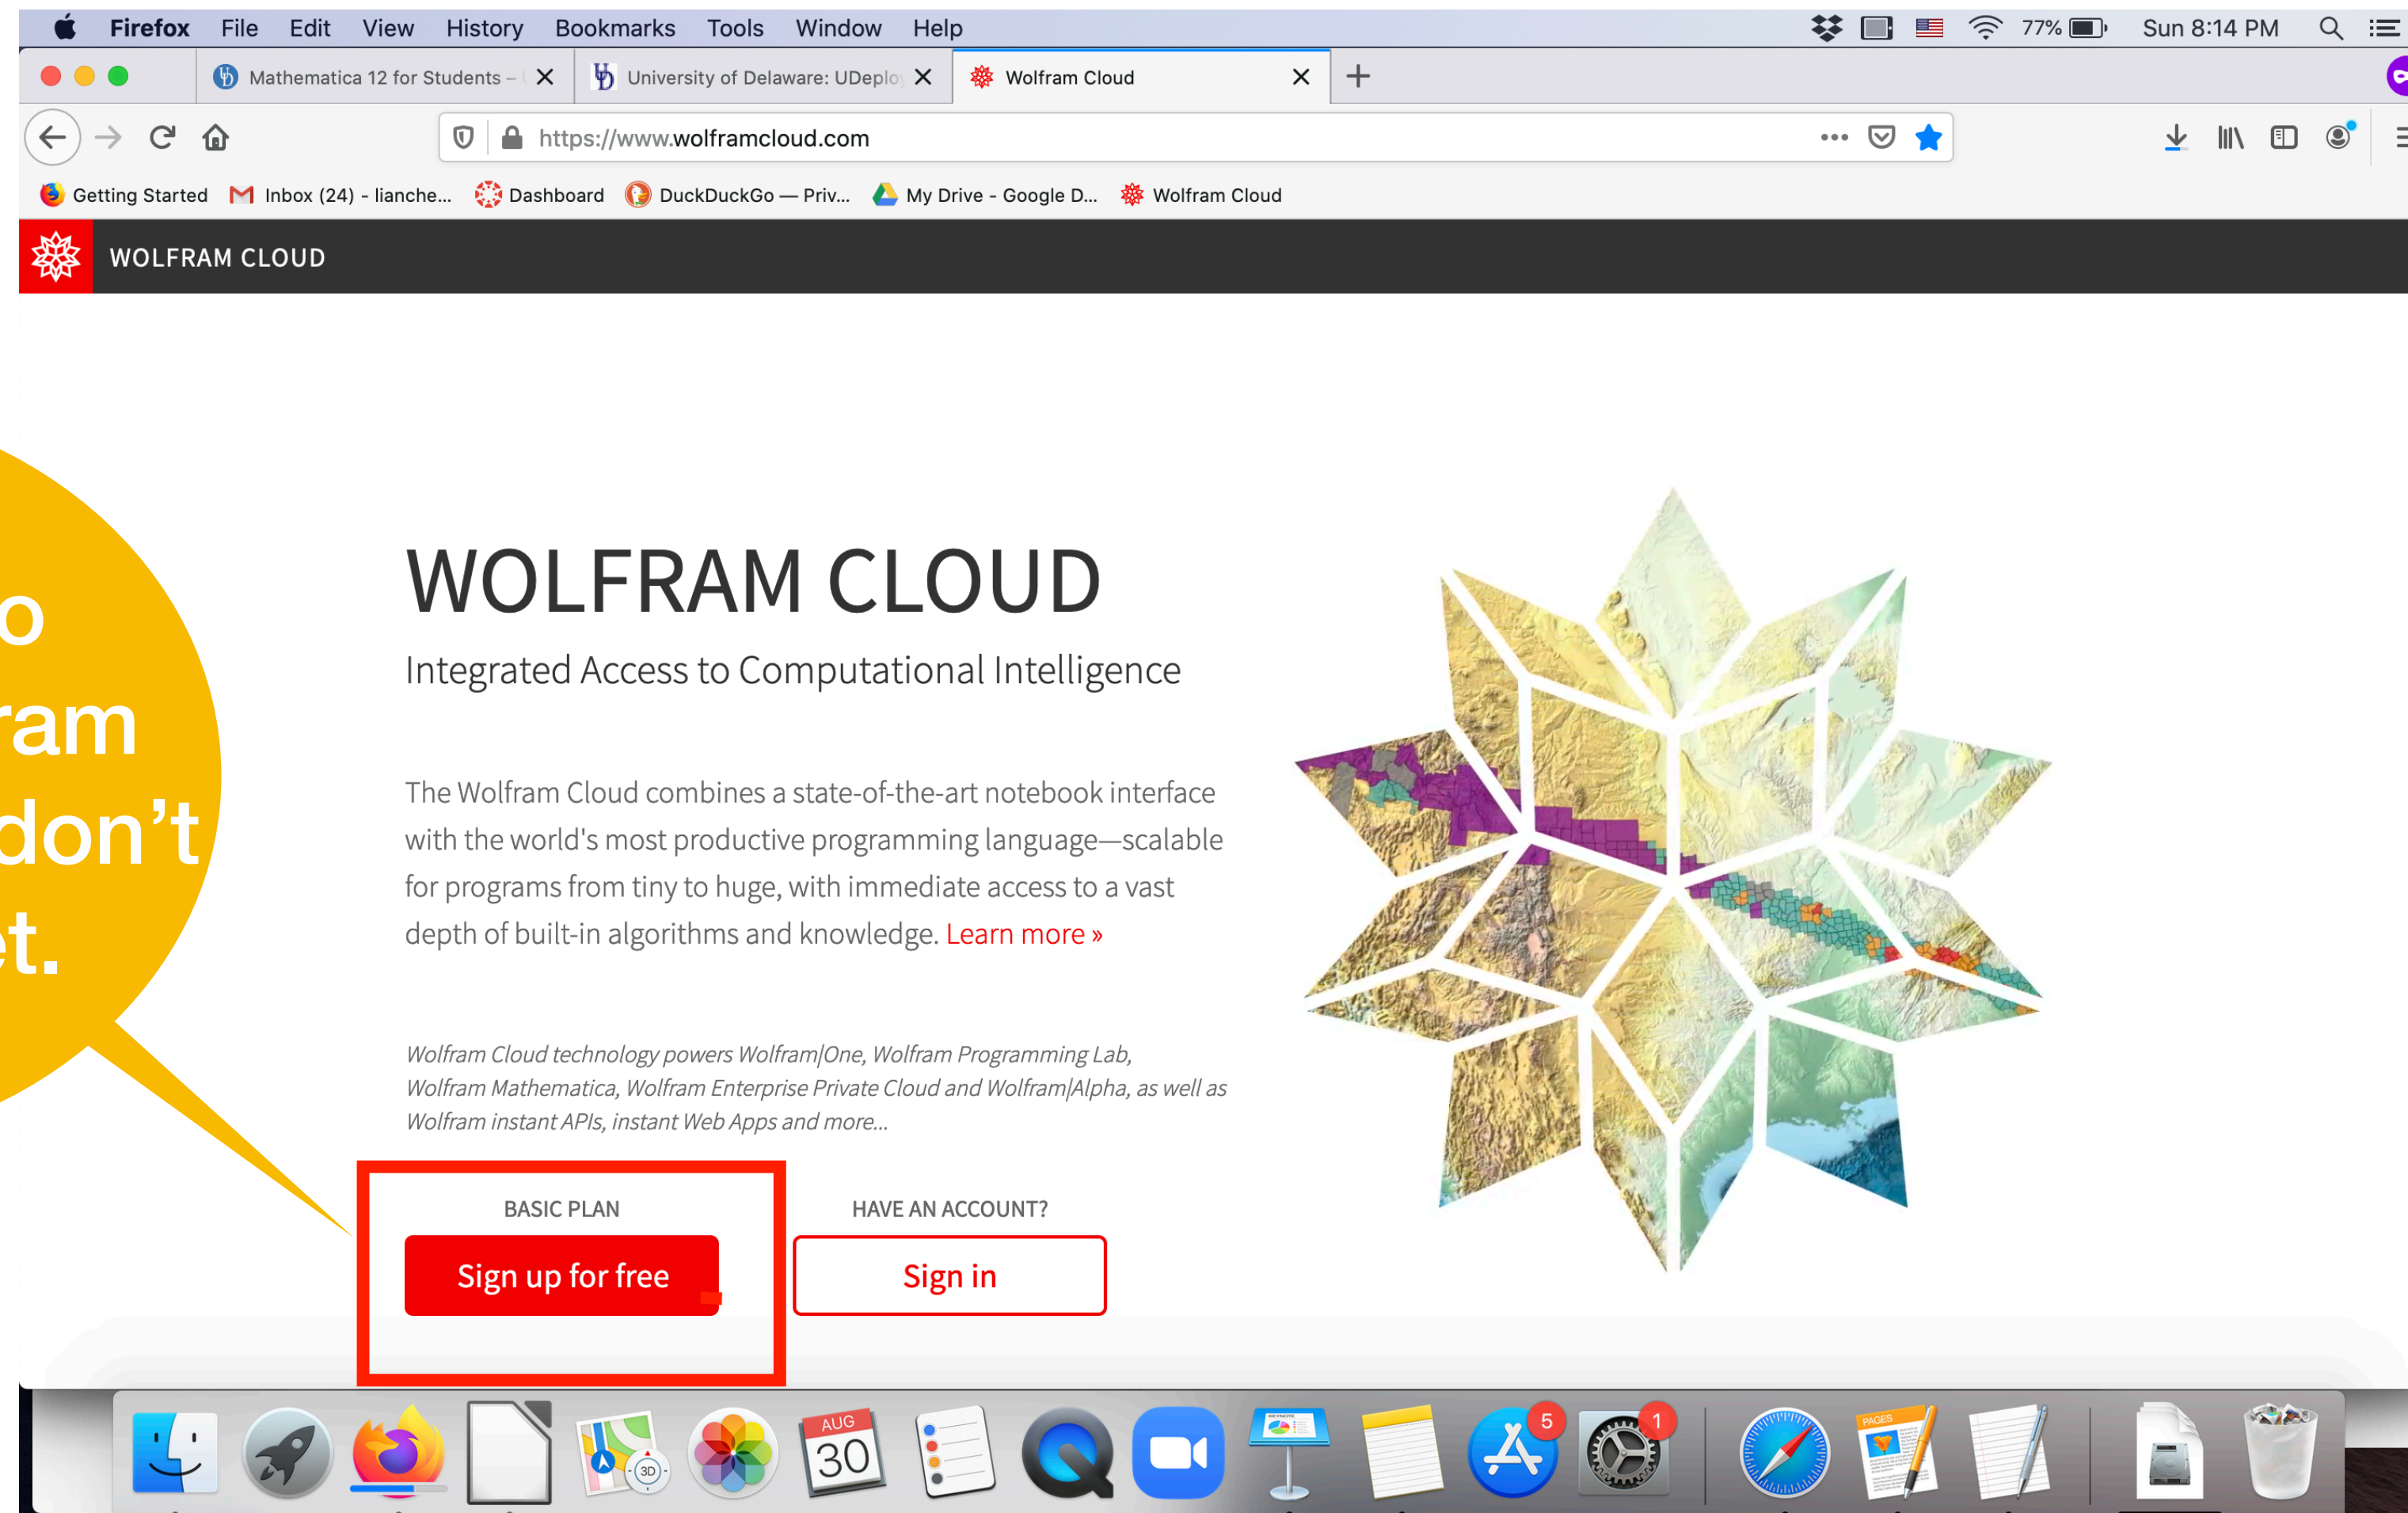 Firefox File Edit View History Bookmarks Tools Window Help 77% Sun 8:14 PM
Mathematica 12 for Students – University of Delaware: UDeploy Wolfram Cloud
https://www.wolframcloud.com
Getting Started Inbox (24) - lianche... Dashboard DuckDuckGo — Priv... My Drive - Google D... Wolfram Cloud
WOLFRAM CLOUD
o
ram
don't
t.
WOLFRAM CLOUD
Integrated Access to Computational Intelligence
The Wolfram Cloud combines a state-of-the-art notebook interface
with the world's most productive programming language—scalable
for programs from tiny to huge, with immediate access to a vast
depth of built-in algorithms and knowledge. Learn more »
Wolfram Cloud technology powers Wolfram|One, Wolfram Programming Lab,
Wolfram Mathematica, Wolfram Enterprise Private Cloud and Wolfram|Alpha, as well as
Wolfram instant APIs, instant Web Apps and more...
BASIC PLAN HAVE AN ACCOUNT?
Sign up for free Sign in
3D AUG 30 KEYNOTE 5 1 PAGES